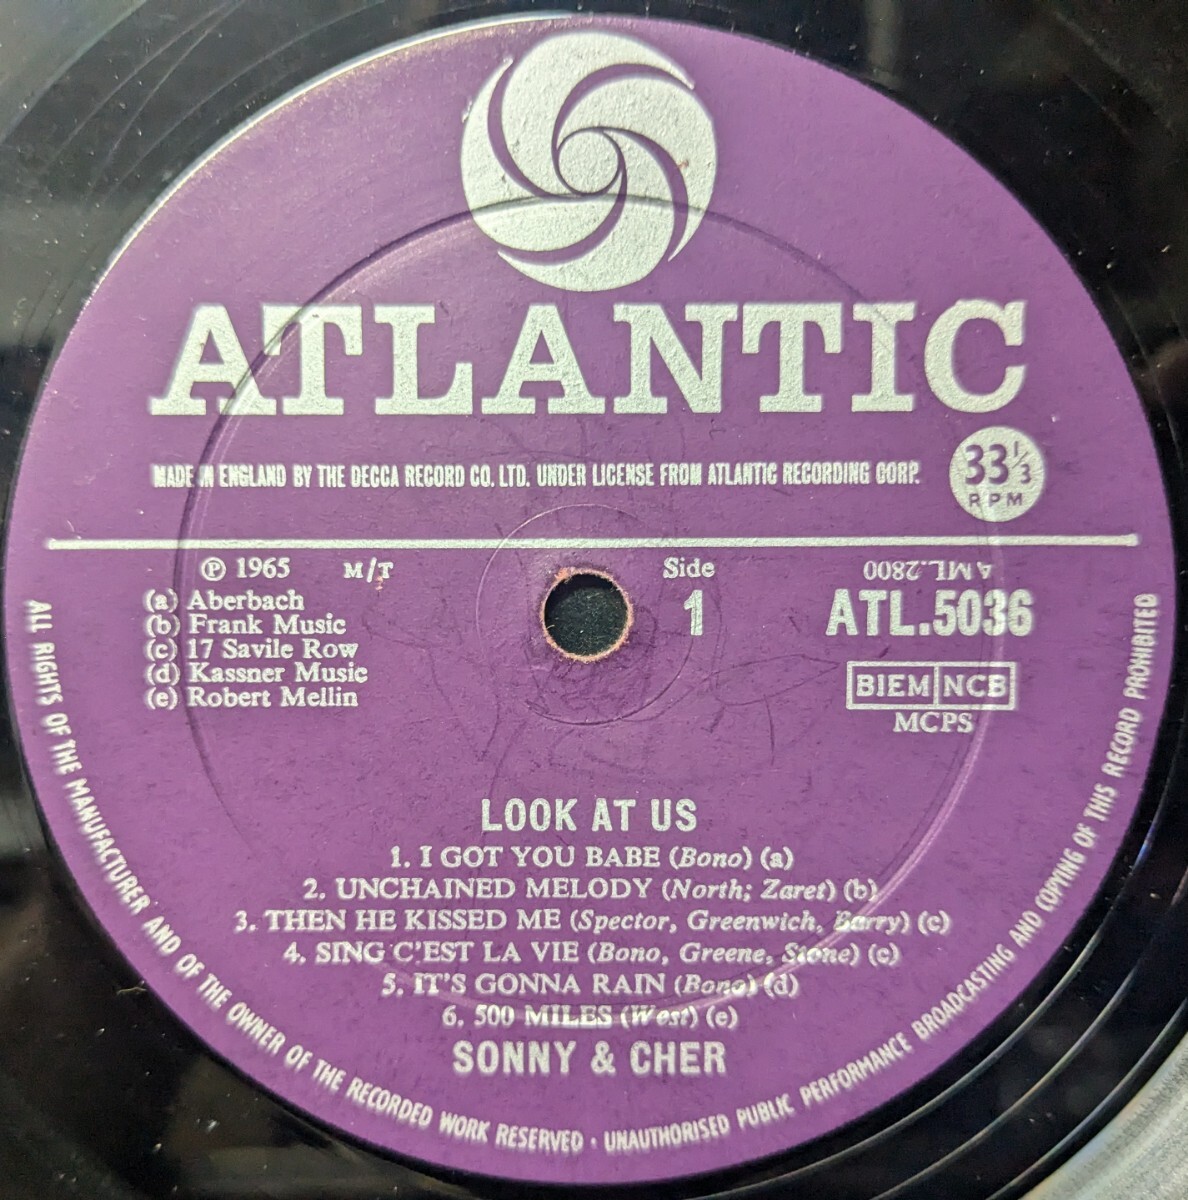 ATLANTIC
MADE IN ENGLAND BY THE DECCA RECORD CO. LTD. UNDER LICENSE FROM ATLANTIC RECORDING CORP.
33 1/3
RPM
℗ 1965 M/T
(a) Aberbach
(b) Frank Music
(c) 17 Savile Row
(d) Kassner Music
(e) Robert Mellin
Side
1
AML.2800
ATL.5036
BIEM NCB
MCPS
LOOK AT US
1. I GOT YOU BABE (Bono) (a)
2. UNCHAINED MELODY (North; Zaret) (b)
3. THEN HE KISSED ME (Spector, Greenwich, Barry) (c)
4. SING C'EST LA VIE (Bono, Greene, Stone) (c)
5. IT'S GONNA RAIN (Bono) (d)
6. 500 MILES (West) (e)
SONNY & CHER
ALL RIGHTS OF THE MANUFACTURER AND OF THE OWNER OF THE RECORDED WORK RESERVED · UNAUTHORISED PUBLIC PERFORMANCE BROADCASTING AND COPYING OF THIS RECORD PROHIBITED